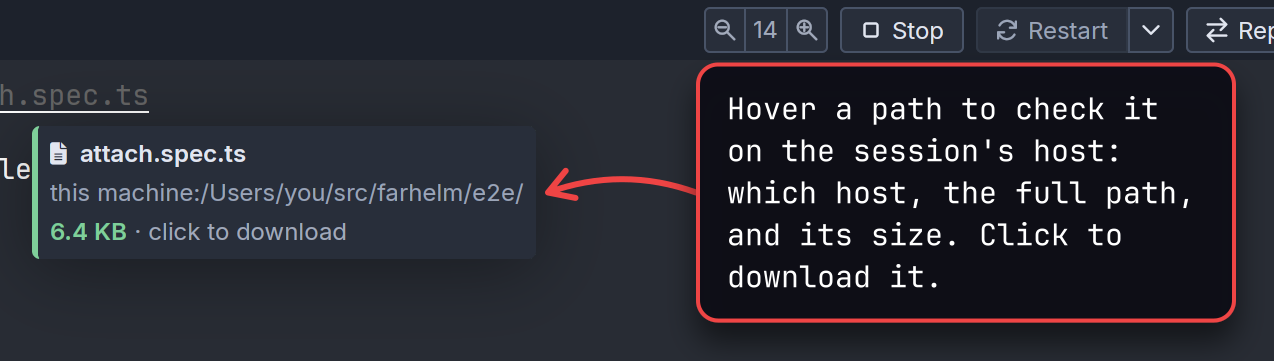 14
Stop
Restart
Rep
h.spec.ts
attach.spec.ts
le
this machine:/Users/you/src/farhelm/e2e/
6.4 KB · click to download
Hover a path to check it
on the session's host:
which host, the full path,
and its size. Click to
download it.